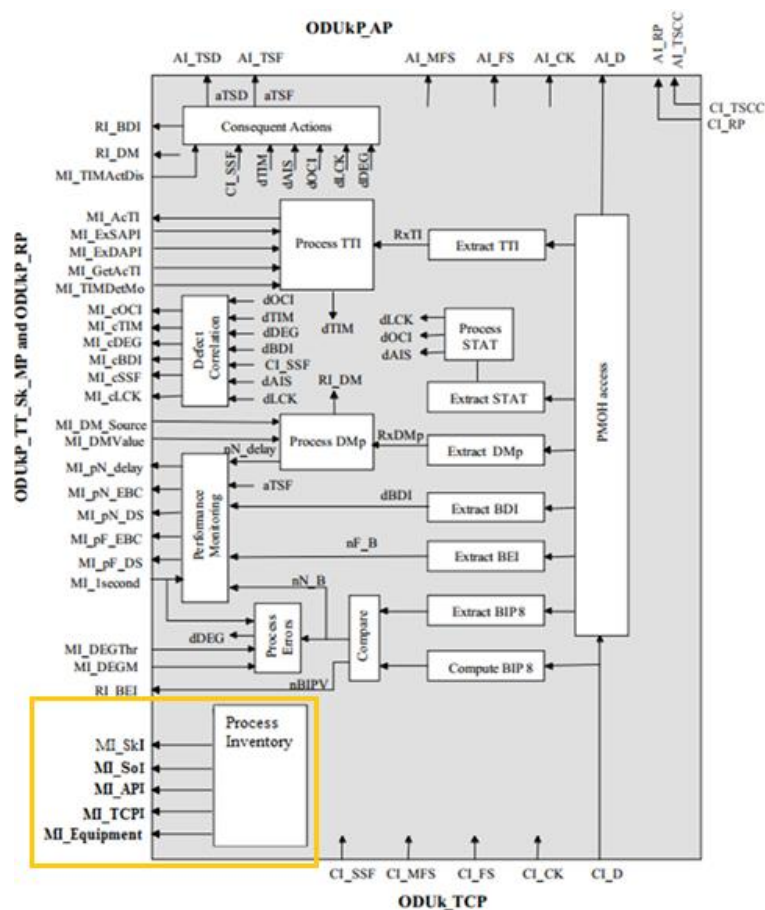 ODUkP_AP
AI_TSD
AI_TSF
AI_MFS
AI_FS
AI_CK
AI_D
AI_RP
AI_TSCC
aTSD
aTSF
CI_TSCC
CI_RP
RI_BDI
Consequent Actions
RI_DM
MI_TIMActDis
CI_SSF
dTIM
dAIS
dOCI
dLCK
dDEG
ODUkP_TT_Sk_MP and ODUkP_RP
MI_AcTI
MI_ExSAPI
MI_ExDAPI
MI_GetAcTI
MI_TIMDetMo
Process TTI
RxTI
Extract TTI
dTIM
MI_cOCI
MI_cTIM
MI_cDEG
MI_cBDI
MI_cSSF
MI_cLCK
Defect
Correlation
dOCI
dTIM
dDEG
dBDI
CI_SSF
dAIS
dLCK
dLCK
dOCI
dAIS
Process
STAT
Extract STAT
PMOH access
RI_DM
MI_DM_Source
MI_DMValue
Process DMp
RxDMp
Extract DMp
nN_delay
MI_pN_delay
MI_pN_EBC
MI_pN_DS
MI_pF_EBC
MI_pF_DS
MI_1second
Performance
Monitoring
aTSF
dBDI
Extract BDI
nF_B
Extract BEI
nN_B
Process
Errors
dDEG
Compare
Extract BIP8
Compute BIP 8
MI_DEGThr
MI_DEGM
RI_BEI
nBIPV
Process
Inventory
MI_SkI
MI_SoI
MI_API
MI_TCPI
MI_Equipment
CI_SSF
CI_MFS
CI_FS
CI_CK
CI_D
ODUk_TCP